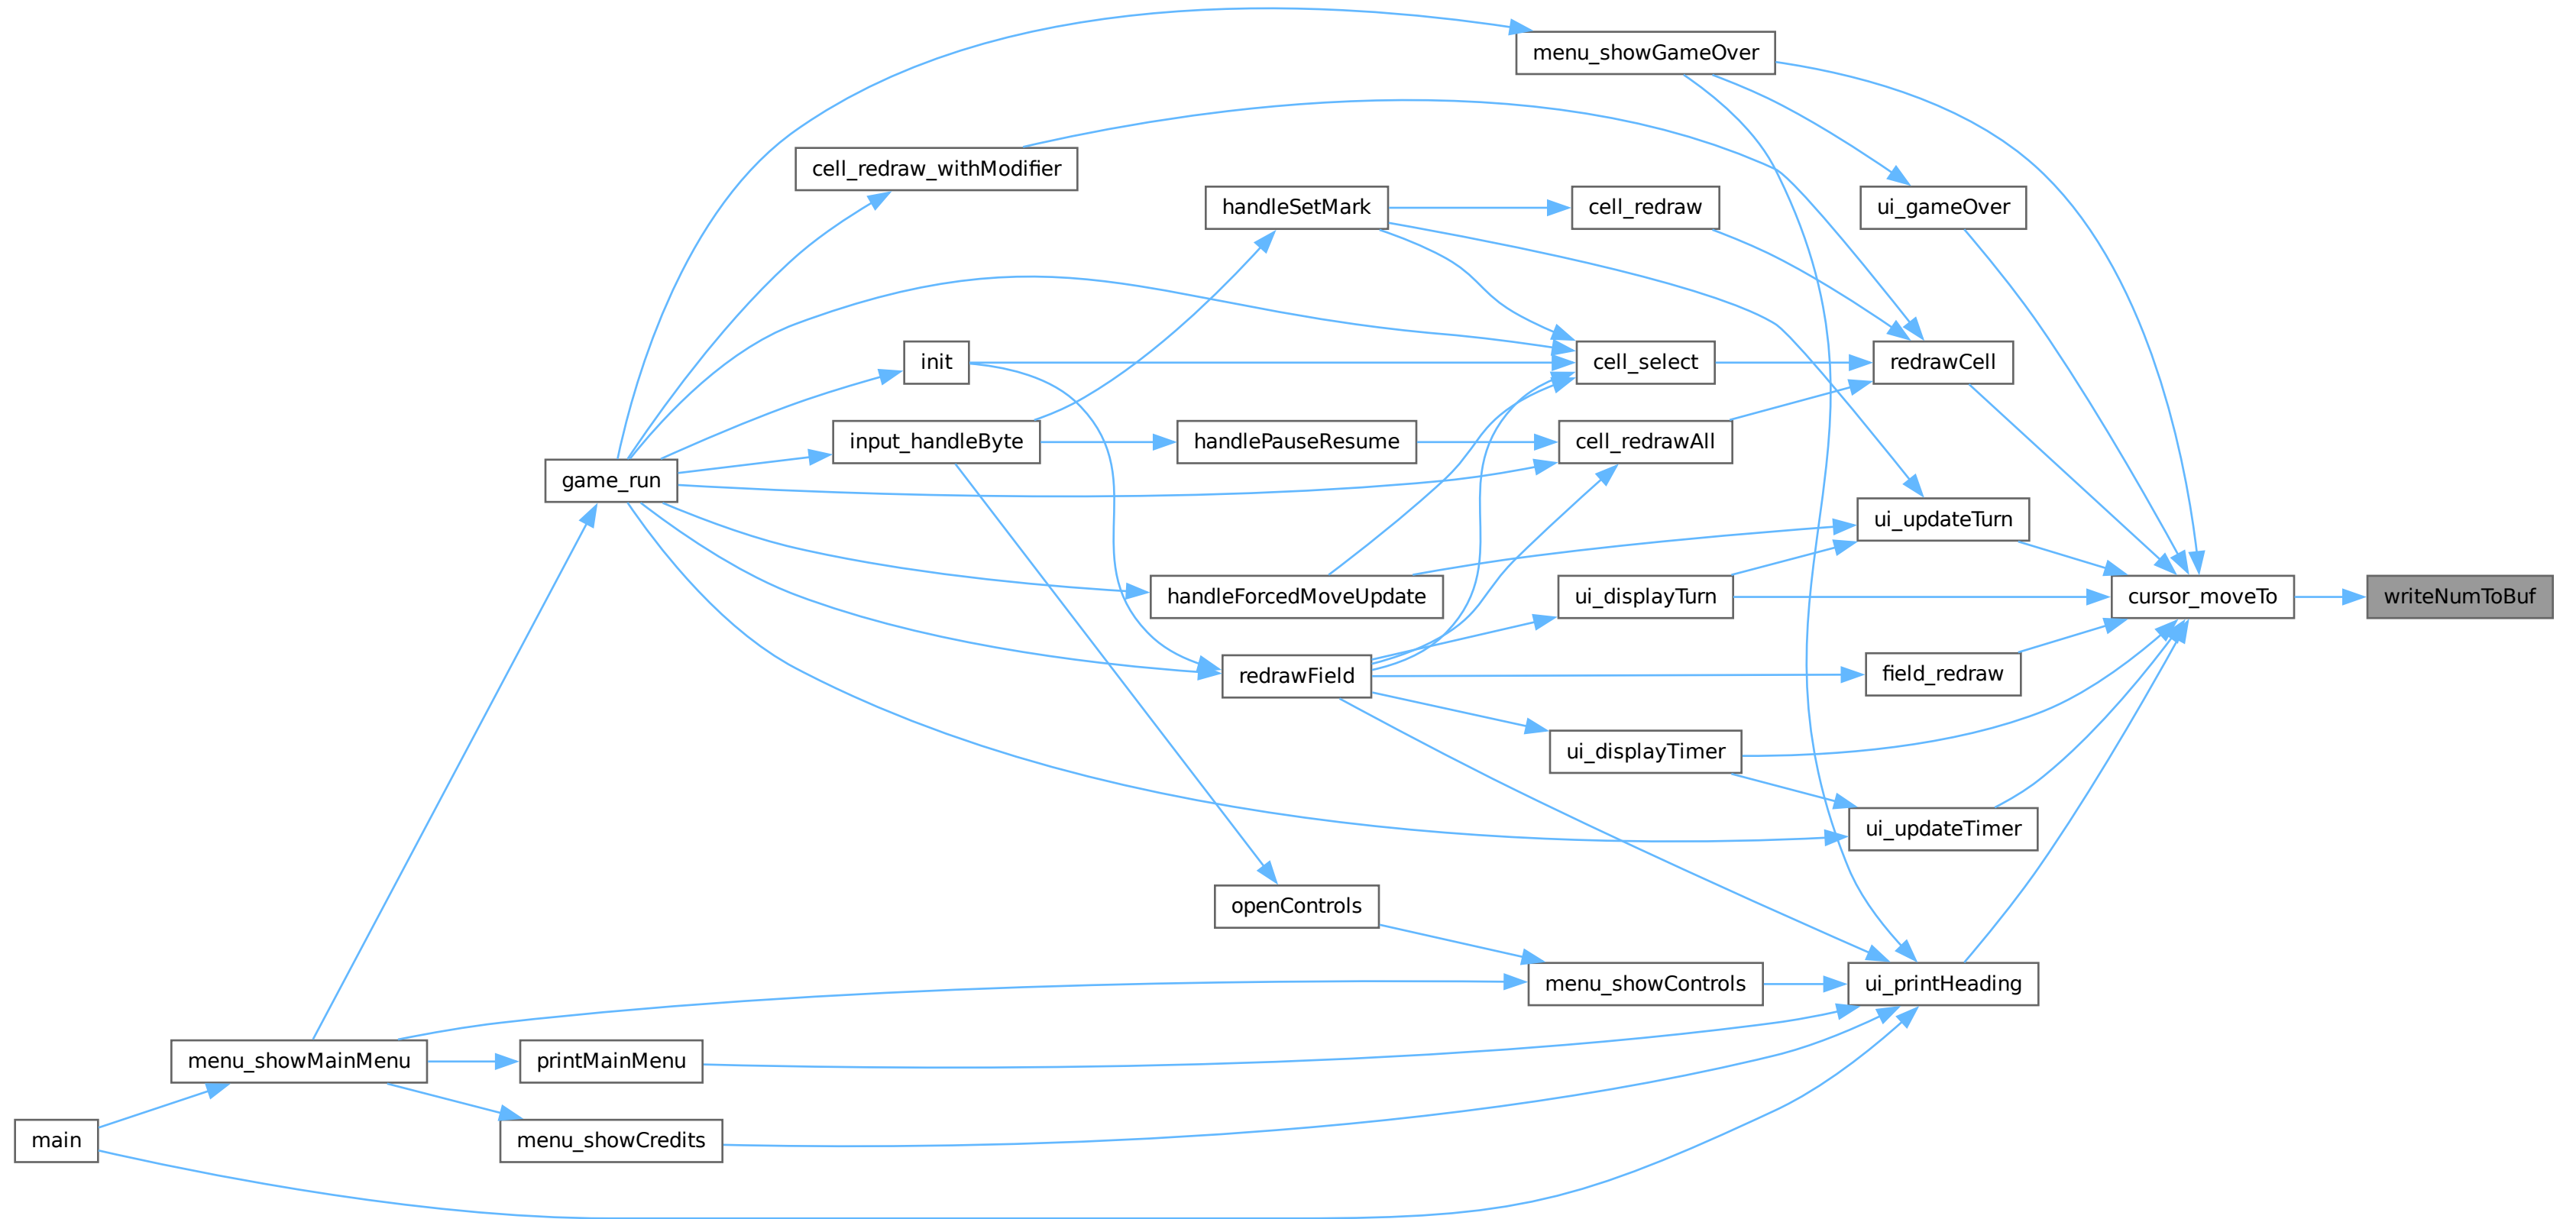 menu_showGameOver
cell_redraw_withModifier
handleSetMark
cell_redraw
ui_gameOver
init
cell_select
redrawCell
input_handleByte
handlePauseResume
cell_redrawAll
game_run
ui_updateTurn
handleForcedMoveUpdate
ui_displayTurn
cursor_moveTo
writeNumToBuf
redrawField
field_redraw
ui_displayTimer
ui_updateTimer
openControls
menu_showControls
ui_printHeading
menu_showMainMenu
printMainMenu
main
menu_showCredits